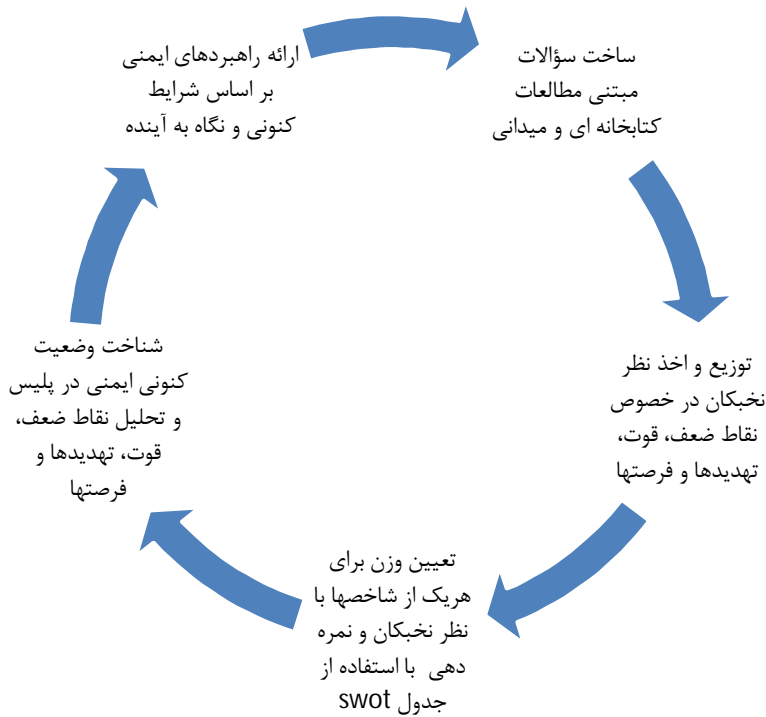 ساخت سؤالات
مبتنی مطالعات
کتابخانه ای و میدانی
توزیع و اخذ نظر
نخبکان در خصوص
نقاط ضعف، قوت،
تهدیدها و فرصتها
تعیین وزن برای
هریک از شاخصها با
نظر نخبکان و نمره
دهی با استفاده از
جدول swot
شناخت وضعیت
کنونی ایمنی در پلیس
و تحلیل نقاط ضعف،
قوت، تهدیدها و
فرصتها
ارائه راهبردهای ایمنی
بر اساس شرایط
کنونی و نگاه به آینده